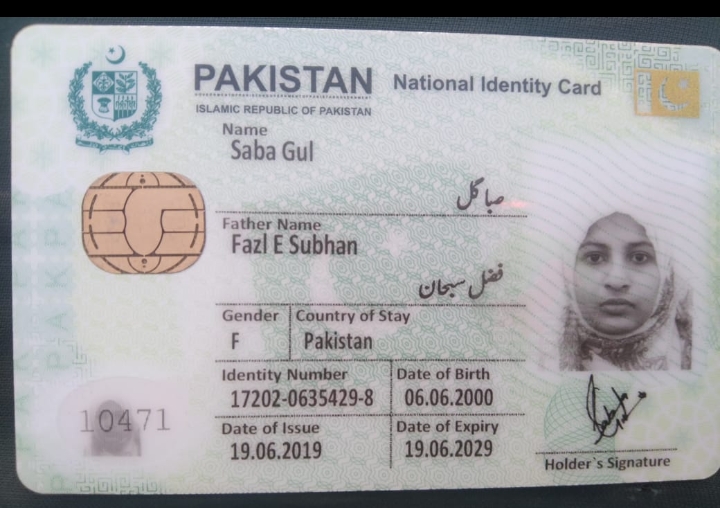 PAKISTAN National Identity Card
ISLAMIC REPUBLIC OF PAKISTAN
Name
Saba Gul
صبا گل
Father Name
Fazl E Subhan
فضل سبحان
Gender Country of Stay
F Pakistan
Identity Number Date of Birth
17202-0635429-8 06.06.2000
Date of Issue Date of Expiry
19.06.2019 19.06.2029
10471
Holder`s Signature